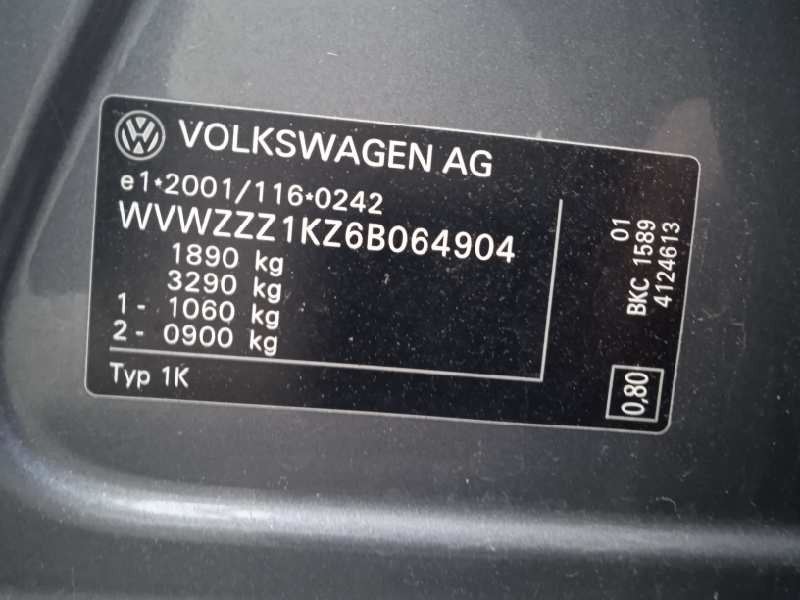 VOLKSWAGEN AG
e1*2001/116*0242
WVWZZZ1KZ6B064904
1890 kg
3290 kg
1 - 1060 kg
2 - 0900 kg
Typ 1K
01
BKC 1589
4124613
0,80